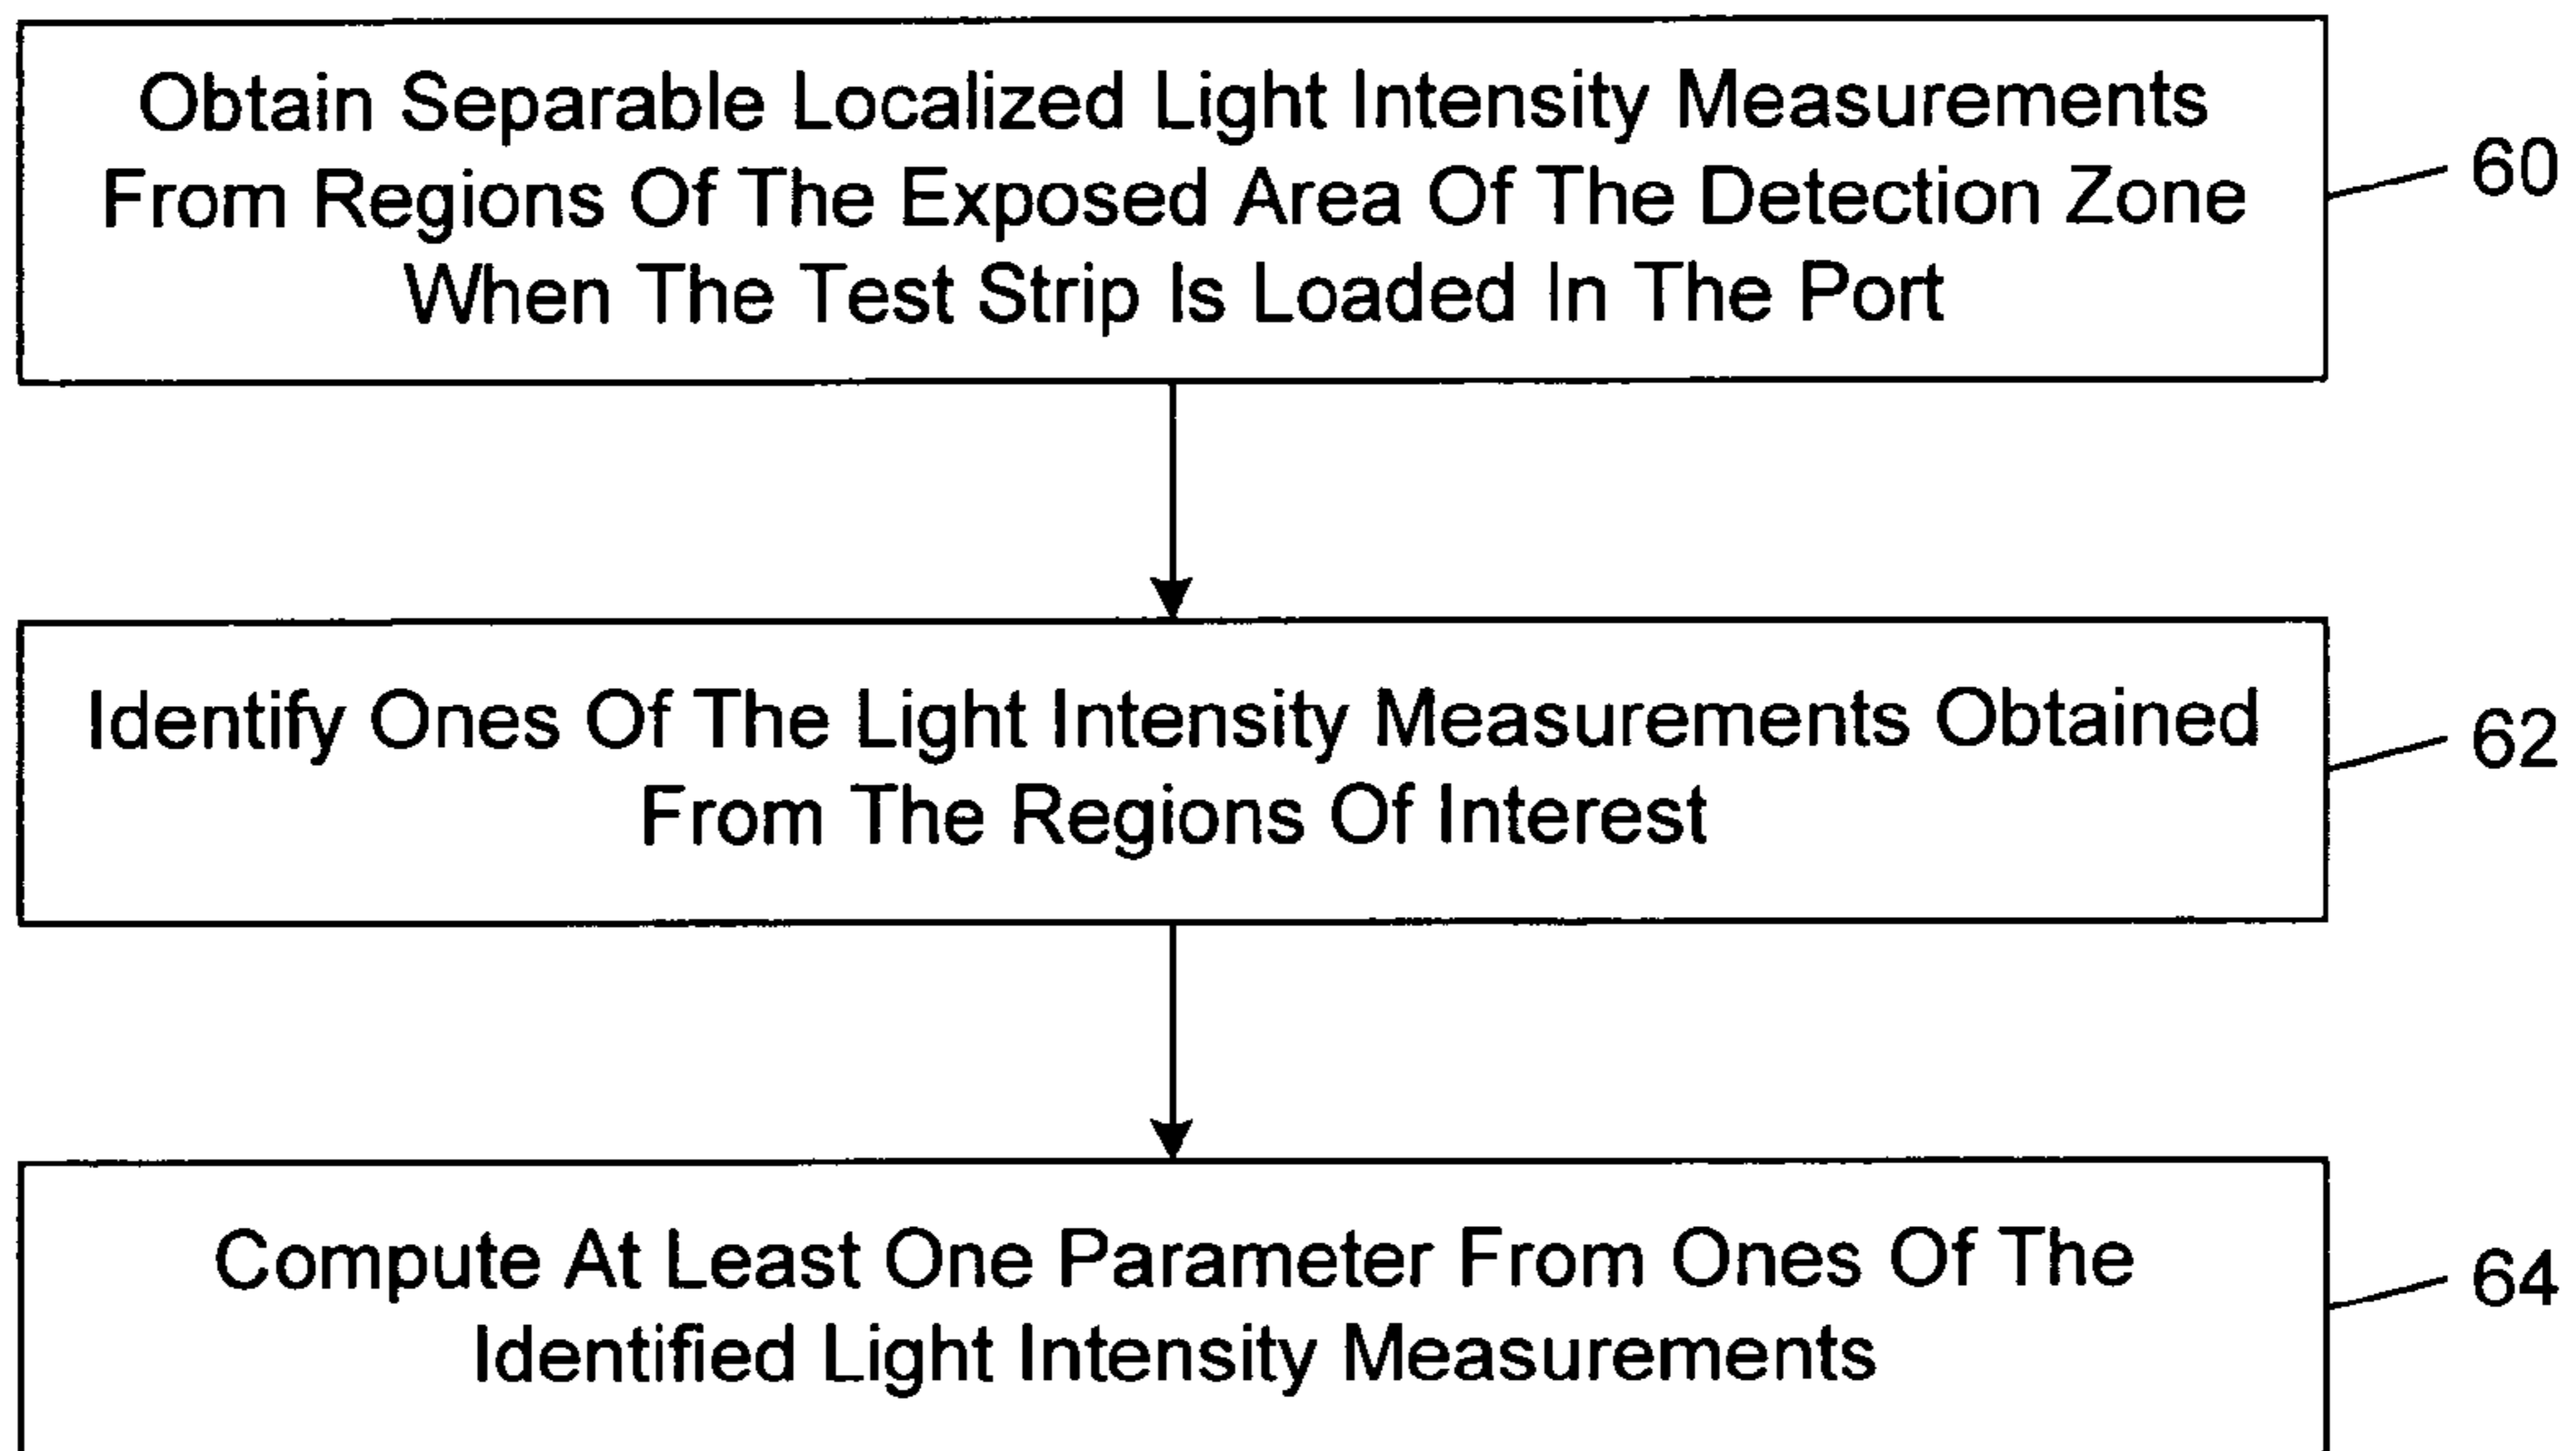 Obtain Separable Localized Light Intensity Measurements
From Regions Of The Exposed Area Of The Detection Zone
When The Test Strip Is Loaded In The Port
60
Identify Ones Of The Light Intensity Measurements Obtained
From The Regions Of Interest
62
Compute At Least One Parameter From Ones Of The
Identified Light Intensity Measurements
64